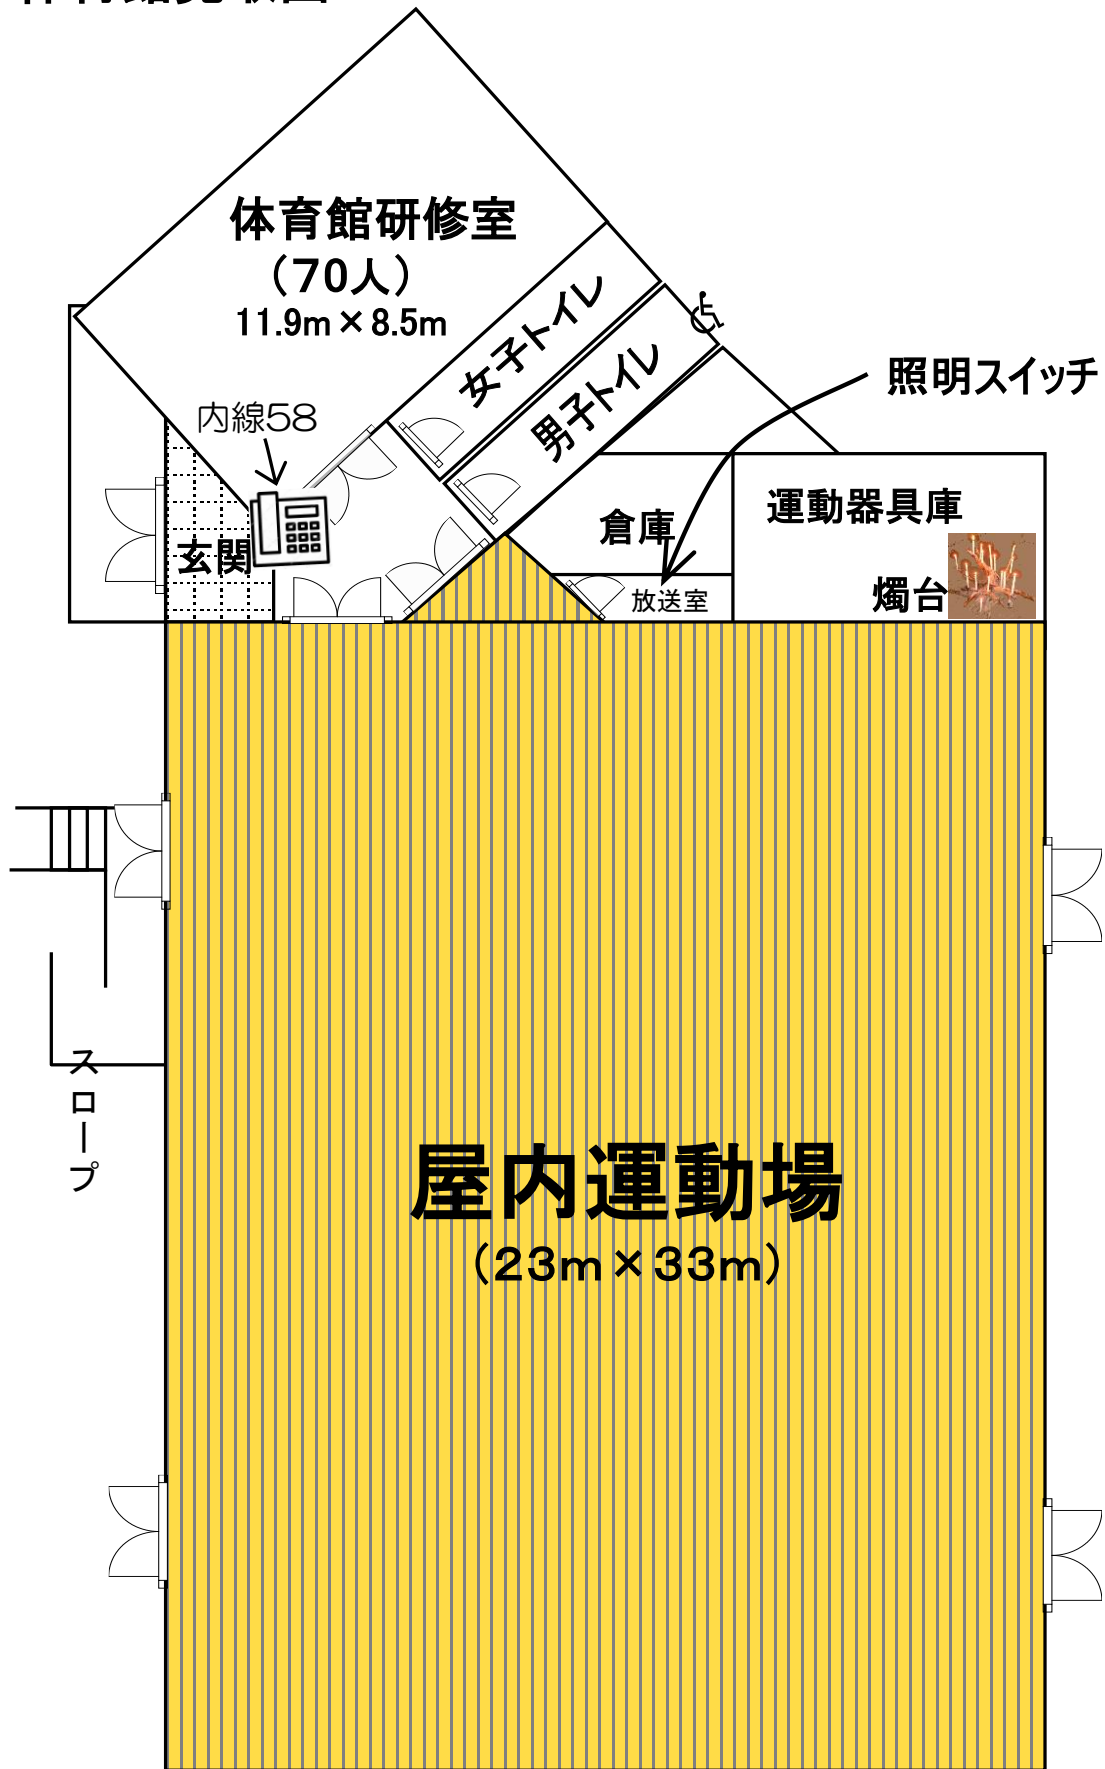 体育館研修室
（70人）
11.9m×8.5m
女子トイレ
男子トイレ
照明スイッチ
内線58
運動器具庫
倉庫
玄関
燭台
放送室
スロープ
屋内運動場
（23m×33m）